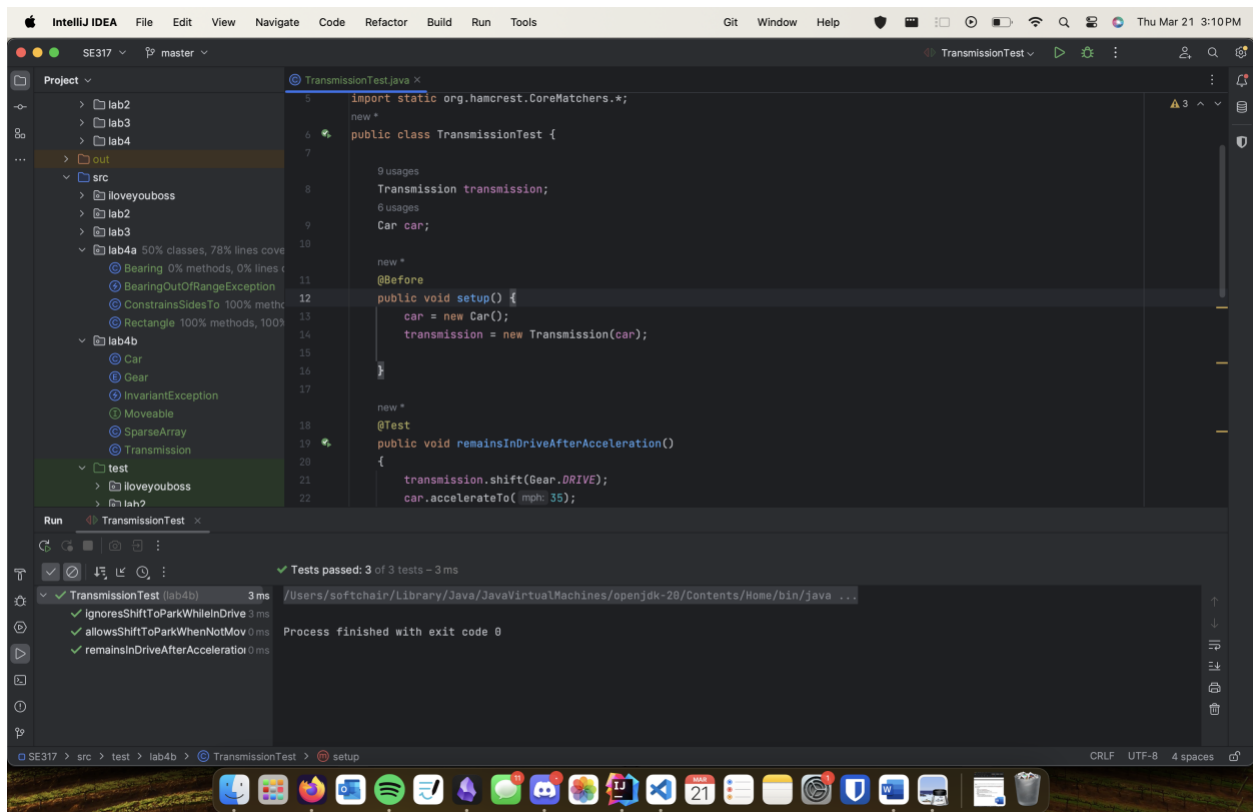 IntelliJ IDEA File Edit View Navigate Code Refactor Build Run Tools Git Window Help Thu Mar 21 3:10 PM
SE317 master TransmissionTest
Project
lab2
lab3
lab4
out
src
iloveyouboss
lab2
lab3
lab4a 50% classes, 78% lines cove
Bearing 0% methods, 0% lines c
BearingOutOfRangeException
ConstrainsSidesTo 100% metho
Rectangle 100% methods, 100%
lab4b
Car
Gear
InvariantException
Moveable
SparseArray
Transmission
test
iloveyouboss
lab2
TransmissionTest.java
3
5 import static org.hamcrest.CoreMatchers.*;
new *
6 public class TransmissionTest {
7
9 usages
8 Transmission transmission;
6 usages
9 Car car;
10
new *
11 @Before
12 public void setup() {
13 car = new Car();
14 transmission = new Transmission(car);
15
16 }
17
new *
18 @Test
19 public void remainsInDriveAfterAcceleration()
20 {
21 transmission.shift(Gear.DRIVE);
22 car.accelerateTo( mph: 35);
Run TransmissionTest
Tests passed: 3 of 3 tests – 3 ms
TransmissionTest (lab4b) 3 ms
ignoresShiftToParkWhileInDrive 3 ms
allowsShiftToParkWhenNotMov 0 ms
remainsInDriveAfterAcceleration 0 ms
/Users/softchair/Library/Java/JavaVirtualMachines/openjdk-20/Contents/Home/bin/java ...
Process finished with exit code 0
SE317 > src > test > lab4b > TransmissionTest > setup CRLF UTF-8 4 spaces
MAR
21